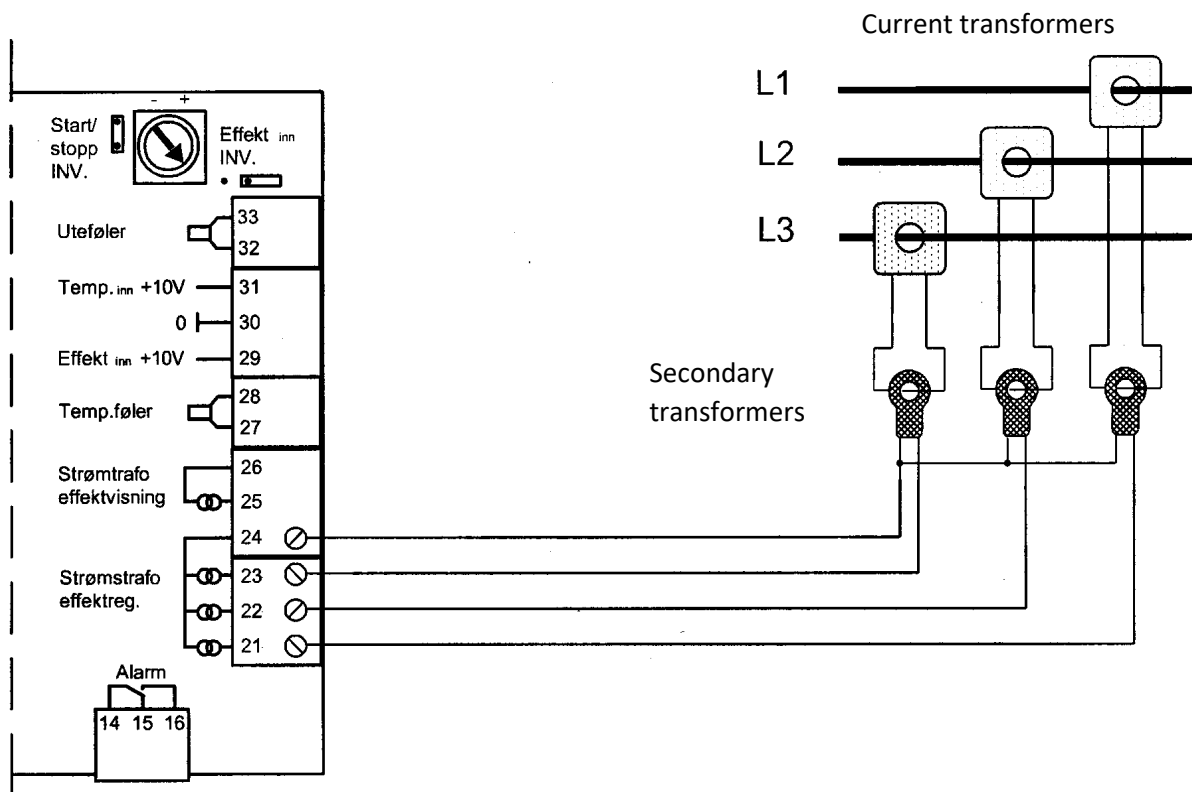 Current transformers
L1
L2
L3
- +
Start/
stopp
INV.
Effekt inn
INV.
Uteføler
33
32
Temp. inn +10V
31
0
30
Effekt inn +10V
29
Temp.føler
28
27
Secondary
transformers
Strømtrafo
effektvisning
26
25
24
Strømstrafo
effektreg.
23
22
21
Alarm
14 15 16